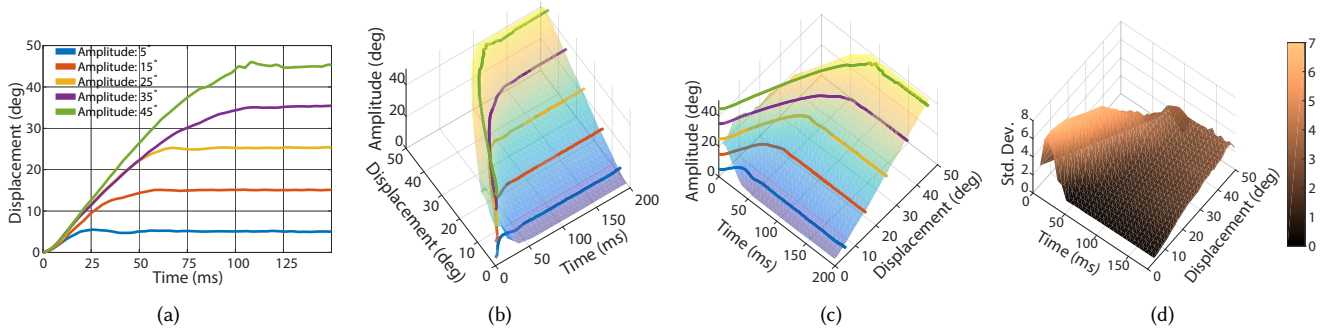 50
40
30
20
10
0
Displacement (deg)
Amplitude: 5°
Amplitude: 15°
Amplitude: 25°
Amplitude: 35°
Amplitude: 45°
0 25 50 75 100 125
Time (ms)
(a)
Amplitude (deg)
40
20
0
50
40
30
20
10
0
Displacement (deg)
0
50
100
150
200
Time (ms)
(b)
Amplitude (deg)
40
20
0
0
50
100
150
200
Time (ms)
0
10
20
30
40
50
Displacement (deg)
(c)
Std. Dev.
8
6
4
2
0
50
100
150
Time (ms)
0
10
20
30
40
50
Displacement (deg)
7
6
5
4
3
2
1
0
(d)